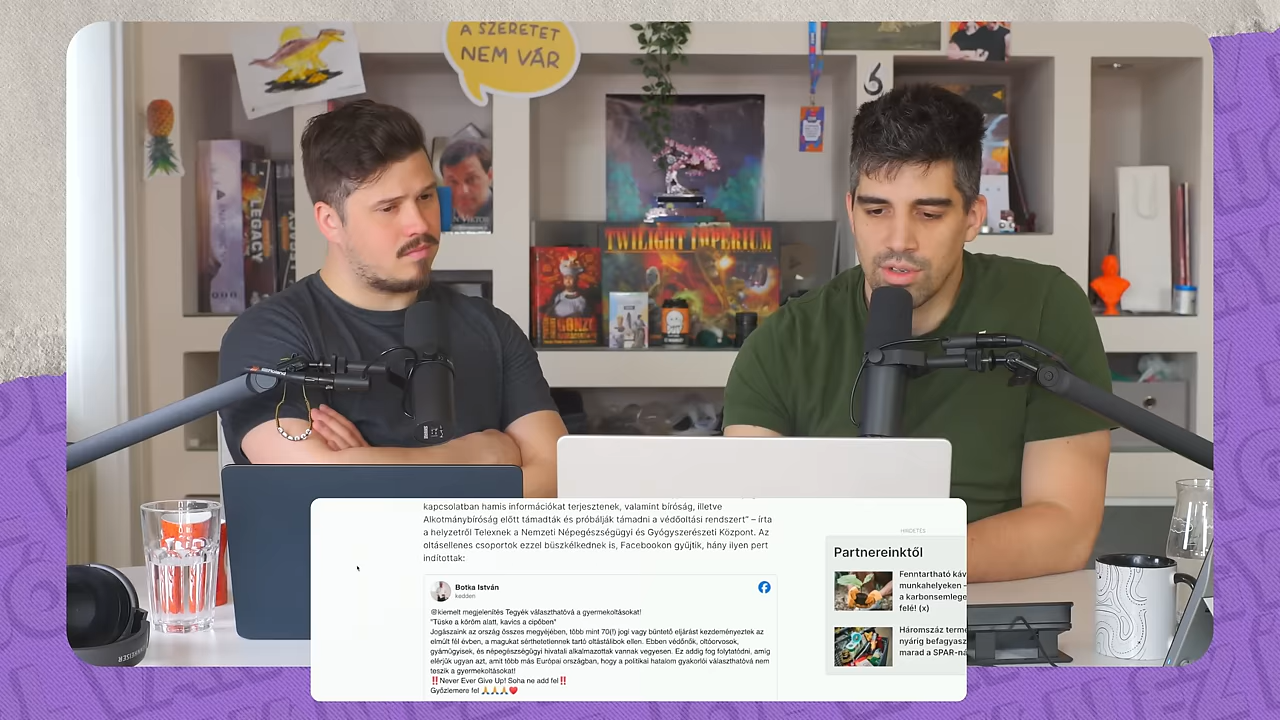 A SZERETET
NEM VÁR
LEGACY
VIKTOR
TWILIGHT IMPERIUM
GONZO
6
SENNHEISER
kapcsolatban hamis információkat terjesztenek, valamint bíróság, illetve
Alkotmánybíróság előtt támadták és próbálják támadni a védőoltási rendszert” – írta
a helyzetről Telexnek a Nemzeti Népegészségügyi és Gyógyszerészeti Központ. Az
oltásellenes csoportok ezzel büszkélkednek is, Facebookon gyűjtik, hány ilyen pert
indítottak:
Botka István
kedden
@kiemelt megjelenítés Tegyék választhatóvá a gyermekoltásokat!
"Tüske a köröm alatt, kavics a cipőben"
Jogászaink az ország összes megyéjében, több mint 70(!) jogi vagy büntető eljárást kezdeményeztek az
elmúlt fél évben, a magukat sérthetetlennek tartó oltástálibok ellen. Ebben védőnők, oltóorvosok,
gyámügyisek, és népegészségügyi hivatali alkalmazottak vannak vegyesen. Ez addig fog folytatódni, amig
elérjük ugyan azt, amit több más Európai országban, hogy a politikai hatalom gyakorlói választhatóvá nem
teszik a gyermekoltásokat!
‼️Never Ever Give Up! Soha ne add fel‼️
Győzlemere fel 🙏🙏🙏❤️
HIRDETÉS
Partnereinktől
Fenntartható káv
munkahelyeken –
a karbonsemlege
felé! (x)
Háromszáz term
nyárig befagyasz
marad a SPAR-na